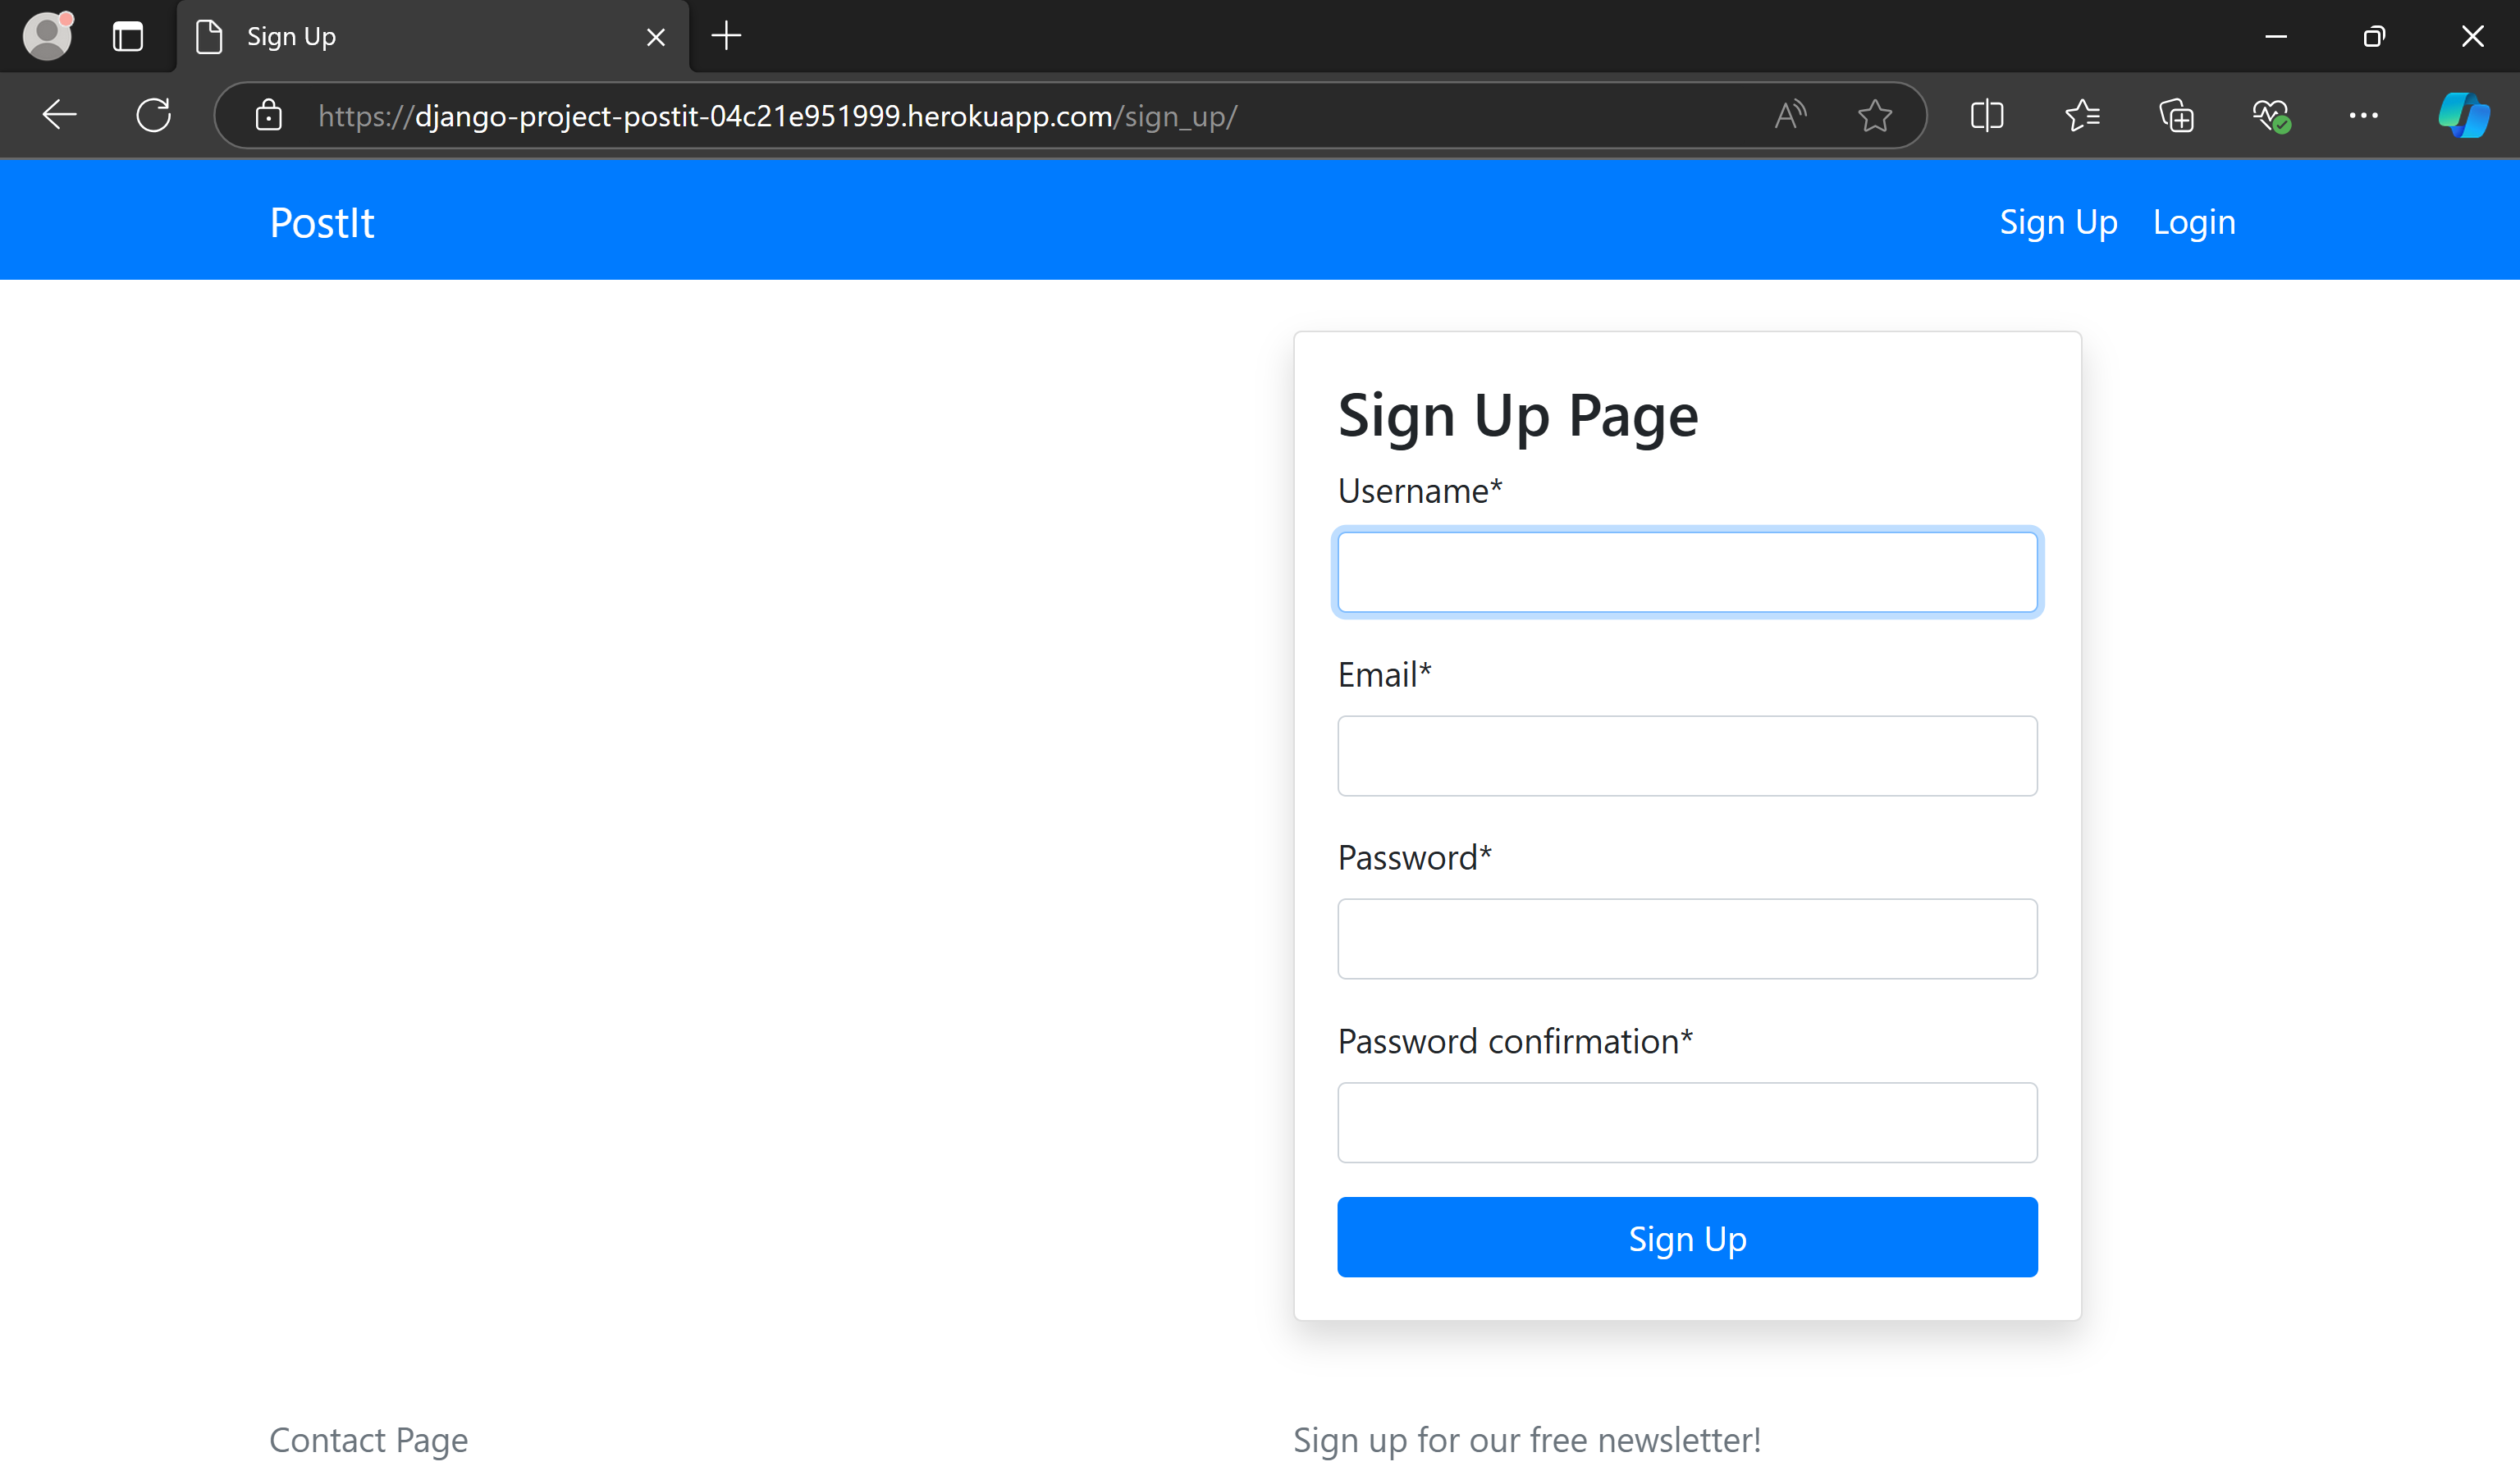 Sign Up
https://django-project-postit-04c21e951999.herokuapp.com/sign_up/
PostIt
Sign Up Login
Sign Up Page
Username*
Email*
Password*
Password confirmation*
Sign Up
Contact Page
Sign up for our free newsletter!